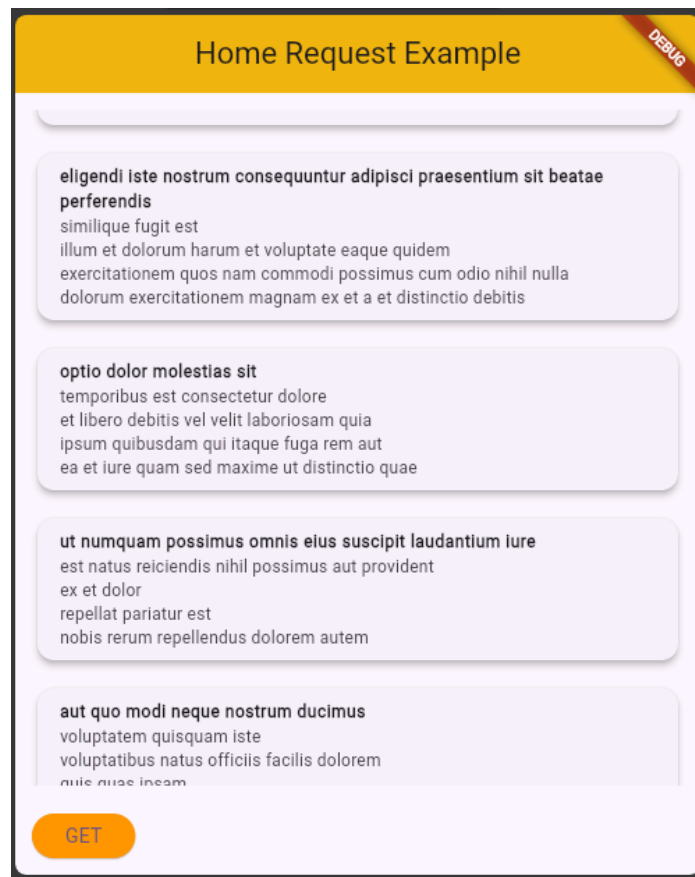 Home Request Example
DEBUG
eligendi iste nostrum consequuntur adipisci praesentium sit beatae
perferendis
similique fugit est
illum et dolorum harum et voluptate eaque quidem
exercitationem quos nam commodi possimus cum odio nihil nulla
dolorum exercitationem magnam ex et a et distinctio debitis
optio dolor molestias sit
temporibus est consectetur dolore
et libero debitis vel velit laboriosam quia
ipsum quibusdam qui itaque fuga rem aut
ea et iure quam sed maxime ut distinctio quae
ut numquam possimus omnis eius suscipit laudantium iure
est natus reiciendis nihil possimus aut provident
ex et dolor
repellat pariatur est
nobis rerum repellendus dolorem autem
aut quo modi neque nostrum ducimus
voluptatem quisquam iste
voluptatibus natus officiis facilis dolorem
quis quas ipsam
GET